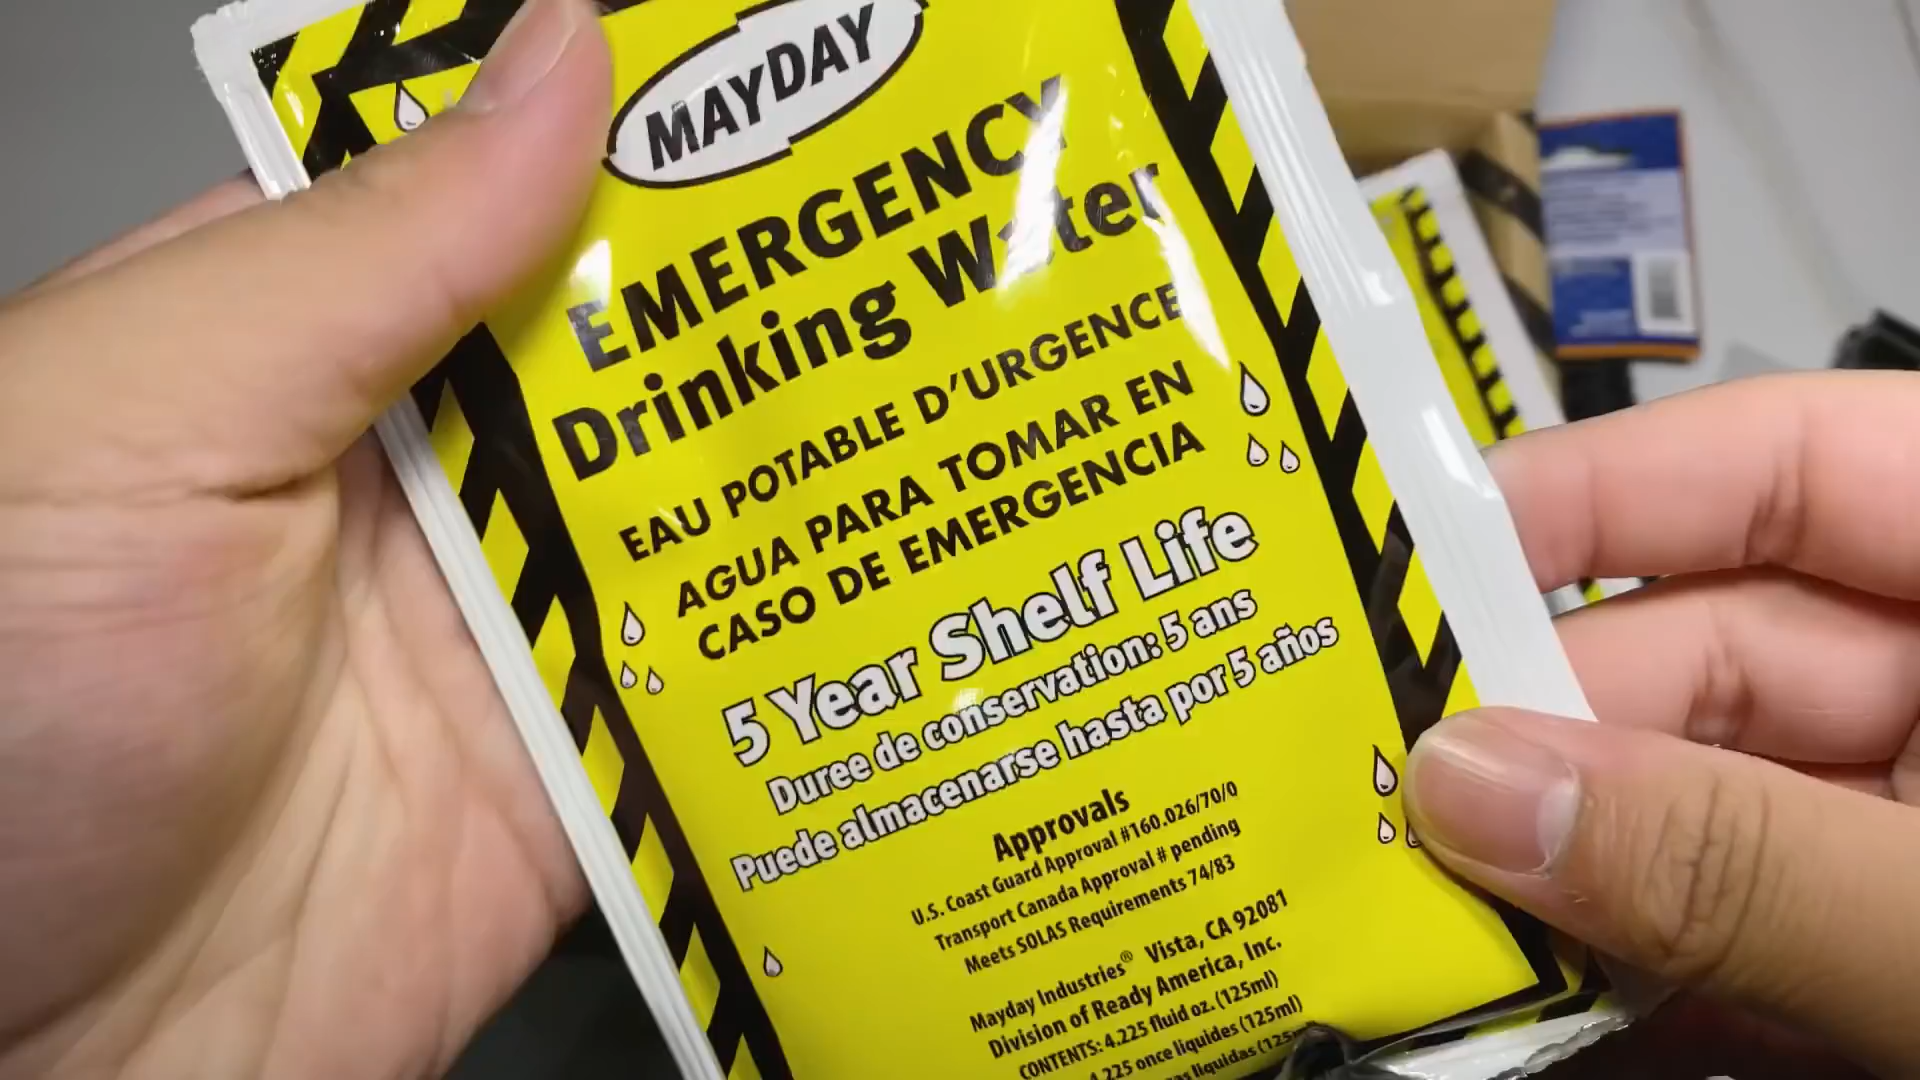 MAYDAY
EMERGENCY
Drinking Water
EAU POTABLE D'URGENCE
AGUA PARA TOMAR EN
CASO DE EMERGENCIA
5 Year Shelf Life
Duree de conservation: 5 ans
Puede almacenarse hasta por 5 años
Approvals
U.S. Coast Guard Approval #160.026/70/0
Transport Canada Approval # pending
Meets SOLAS Requirements 74/83
Mayday Industries® Vista, CA 92081
Division of Ready America, Inc.
CONTENTS: 4.225 fluid oz. (125ml)
4.225 once liquides (125ml)
liquidas